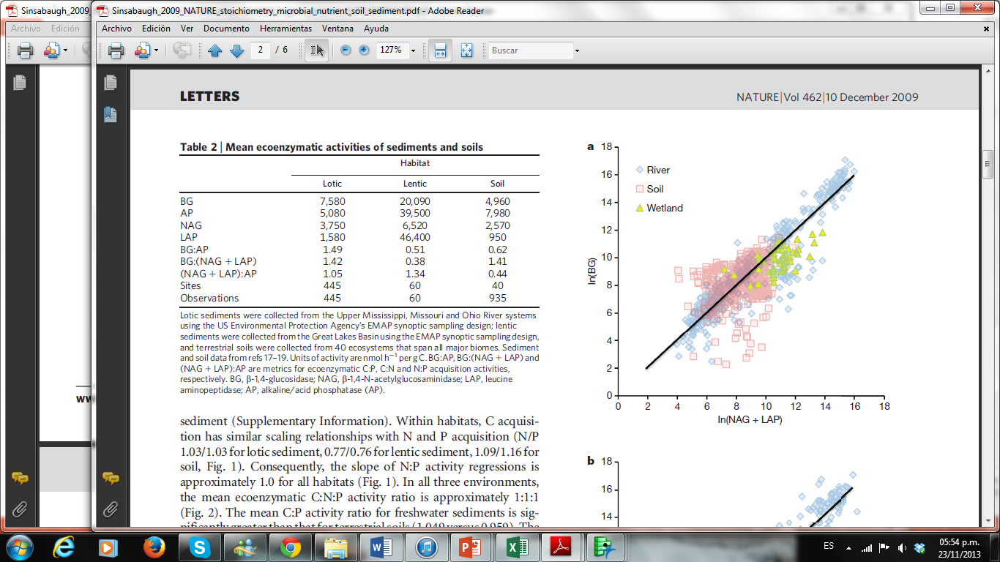 Sinsabaugh_2009_
Sinsabaugh_2009_NATURE_stoichiometry_microbial_nutrient_soil_sediment.pdf - Adobe Reader
Archivo Edición
Archivo Edición Ver Documento Herramientas Ventana Ayuda
2 / 6 127% Buscar
LETTERS
NATURE|Vol 462|10 December 2009
Table 2 | Mean ecoenzymatic activities of sediments and soils
Habitat
Lotic Lentic Soil
BG 7,580 20,090 4,960
AP 5,080 39,500 7,980
NAG 3,750 6,520 2,570
LAP 1,580 46,400 950
BG:AP 1.49 0.51 0.62
BG:(NAG + LAP) 1.42 0.38 1.41
(NAG + LAP):AP 1.05 1.34 0.44
Sites 445 60 40
Observations 445 60 935
Lotic sediments were collected from the Upper Mississippi, Missouri and Ohio River systems
using the US Environmental Protection Agency's EMAP synoptic sampling design; lentic
sediments were collected from the Great Lakes Basin using the EMAP synoptic sampling design,
and terrestrial soils were collected from 40 ecosystems that span all major biomes. Sediment
and soil data from refs 17–19. Units of activity are nmol h⁻¹ per g C. BG:AP, BG:(NAG + LAP) and
(NAG + LAP):AP are metrics for ecoenzymatic C:P, C:N and N:P acquisition activities,
respectively. BG, β-1,4-glucosidase; NAG, β-1,4-N-acetylglucosaminidase; LAP, leucine
aminopeptidase; AP, alkaline/acid phosphatase (AP).
sediment (Supplementary Information). Within habitats, C acquisi-
tion has similar scaling relationships with N and P acquisition (N/P
1.03/1.03 for lotic sediment, 0.77/0.76 for lentic sediment, 1.09/1.16 for
soil, Fig. 1). Consequently, the slope of N:P activity regressions is
approximately 1.0 for all habitats (Fig. 1). In all three environments,
the mean ecoenzymatic C:N:P activity ratio is approximately 1:1:1
(Fig. 2). The mean C:P activity ratio for freshwater sediments is sig-
nificantly greater than that for terrestrial soils (1.049 versus 0.959). The
a
18
16
14
12
10
8
6
4
2
0
ln(BG)
River
Soil
Wetland
0 2 4 6 8 10 12 14 16 18
ln(NAG + LAP)
b
18
16
14
ww
ES
05:54 p.m.
23/11/2013